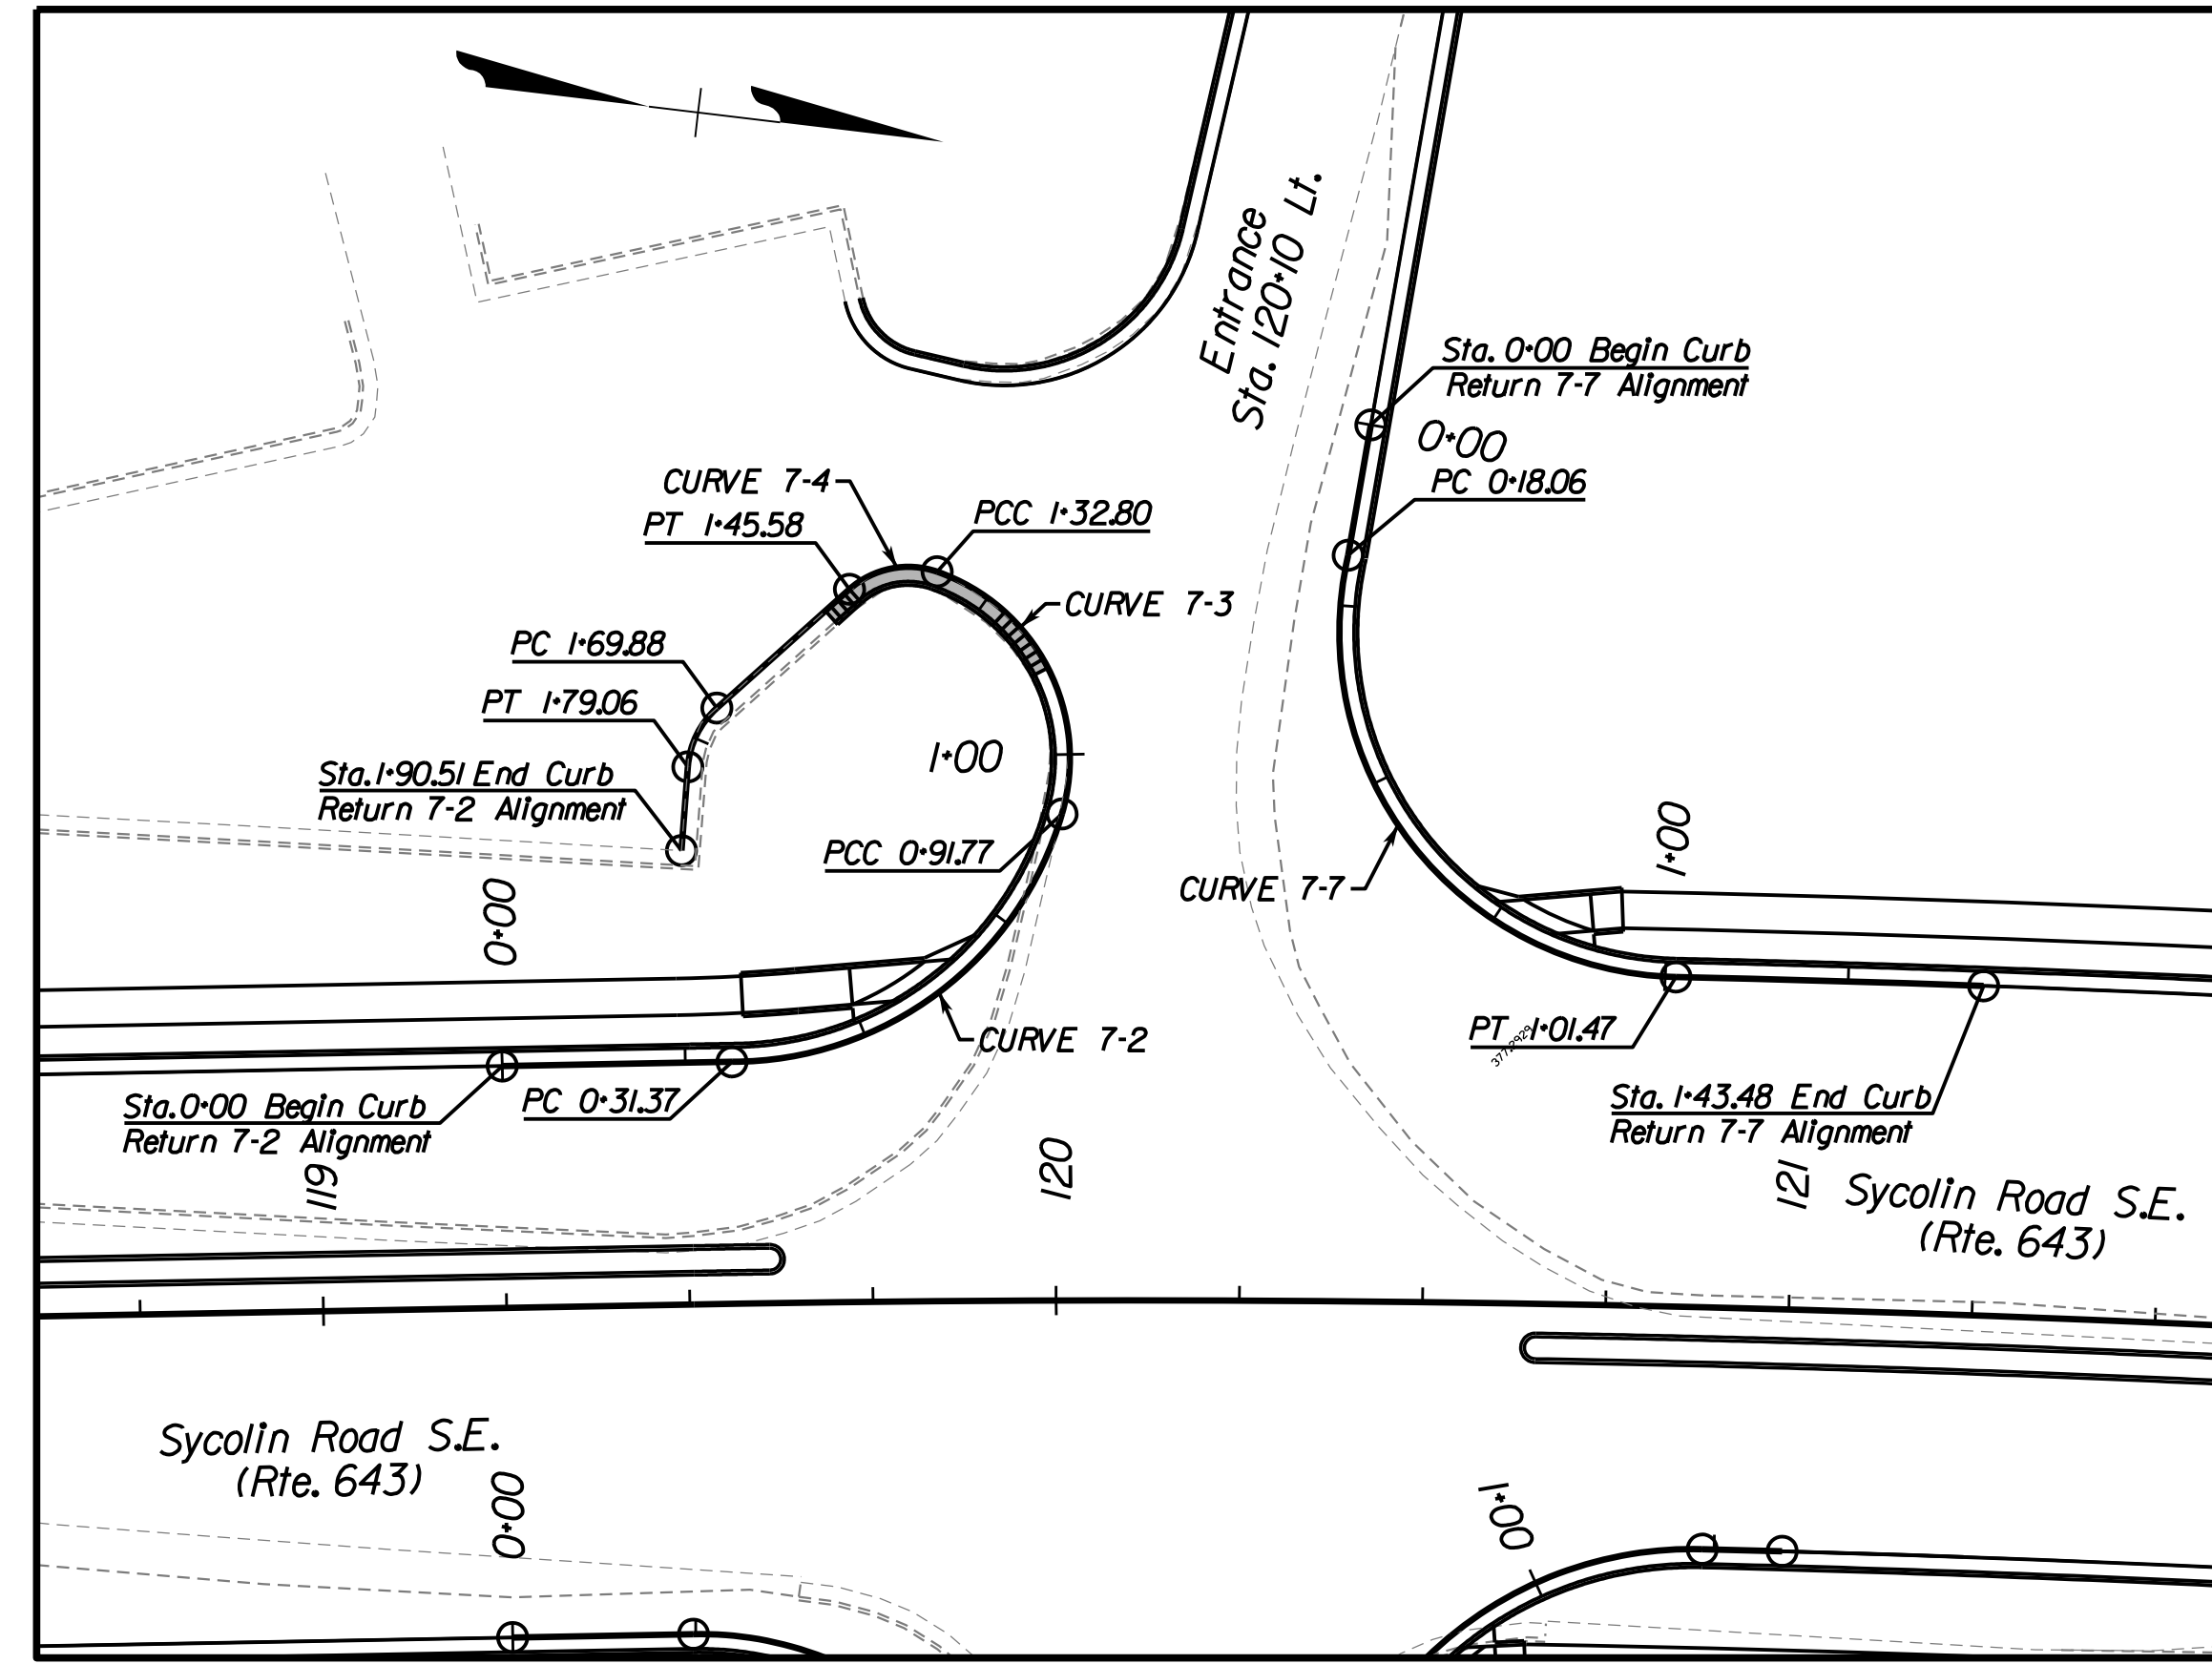 Entrance
Sta. 120+10 Lt.
Sta. 0+00 Begin Curb
Return 7-7 Alignment
0+00
PC 0+18.06
CURVE 7-4
PT 1+45.58
PCC 1+32.80
CURVE 7-3
PC 1+69.88
PT 1+79.06
Sta. 1+90.51 End Curb
Return 7-2 Alignment
1+00
PCC 0+91.77
CURVE 7-7
1+00
0+00
CURVE 7-2
PT 1+01.47
377.2929
Sta. 0+00 Begin Curb
Return 7-2 Alignment
PC 0+31.37
Sta. 1+43.48 End Curb
Return 7-7 Alignment
119
120
121
Sycolin Road S.E.
(Rte. 643)
Sycolin Road S.E.
(Rte. 643)
0+00
1+00